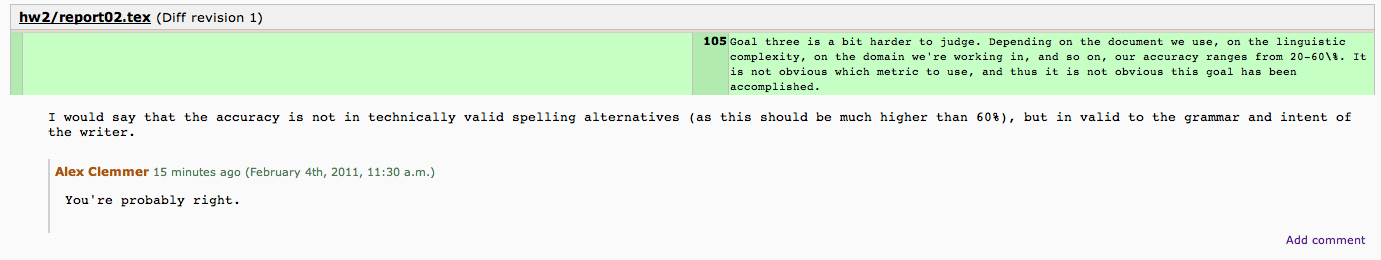 hw2/report02.tex (Diff revision 1)
105 Goal three is a bit harder to judge. Depending on the document we use, on the linguistic
complexity, on the domain we're working in, and so on, our accuracy ranges from 20-60\%. It
is not obvious which metric to use, and thus it is not obvious this goal has been
accomplished.
I would say that the accuracy is not in technically valid spelling alternatives (as this should be much higher than 60%), but in valid to the grammar and intent of
the writer.
Alex Clemmer 15 minutes ago (February 4th, 2011, 11:30 a.m.)
You're probably right.
Add comment